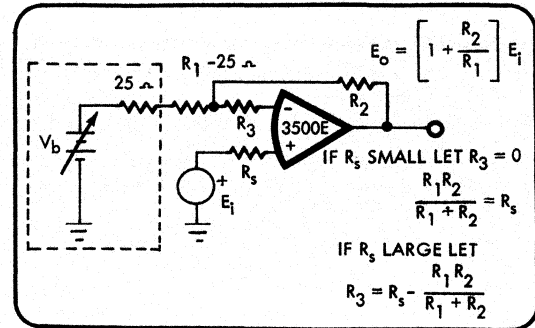 R₁ -25 Ω
25 Ω
E₀ = [1 + R₂/R₁] Eᵢ
R₂
R₃
V_b
-
3500E
+
R_s
+
Eᵢ
IF R_s SMALL LET R₃ = 0
R₁R₂/(R₁ + R₂) = R_s
IF R_s LARGE LET
R₃ = R_s - R₁R₂/(R₁ + R₂)